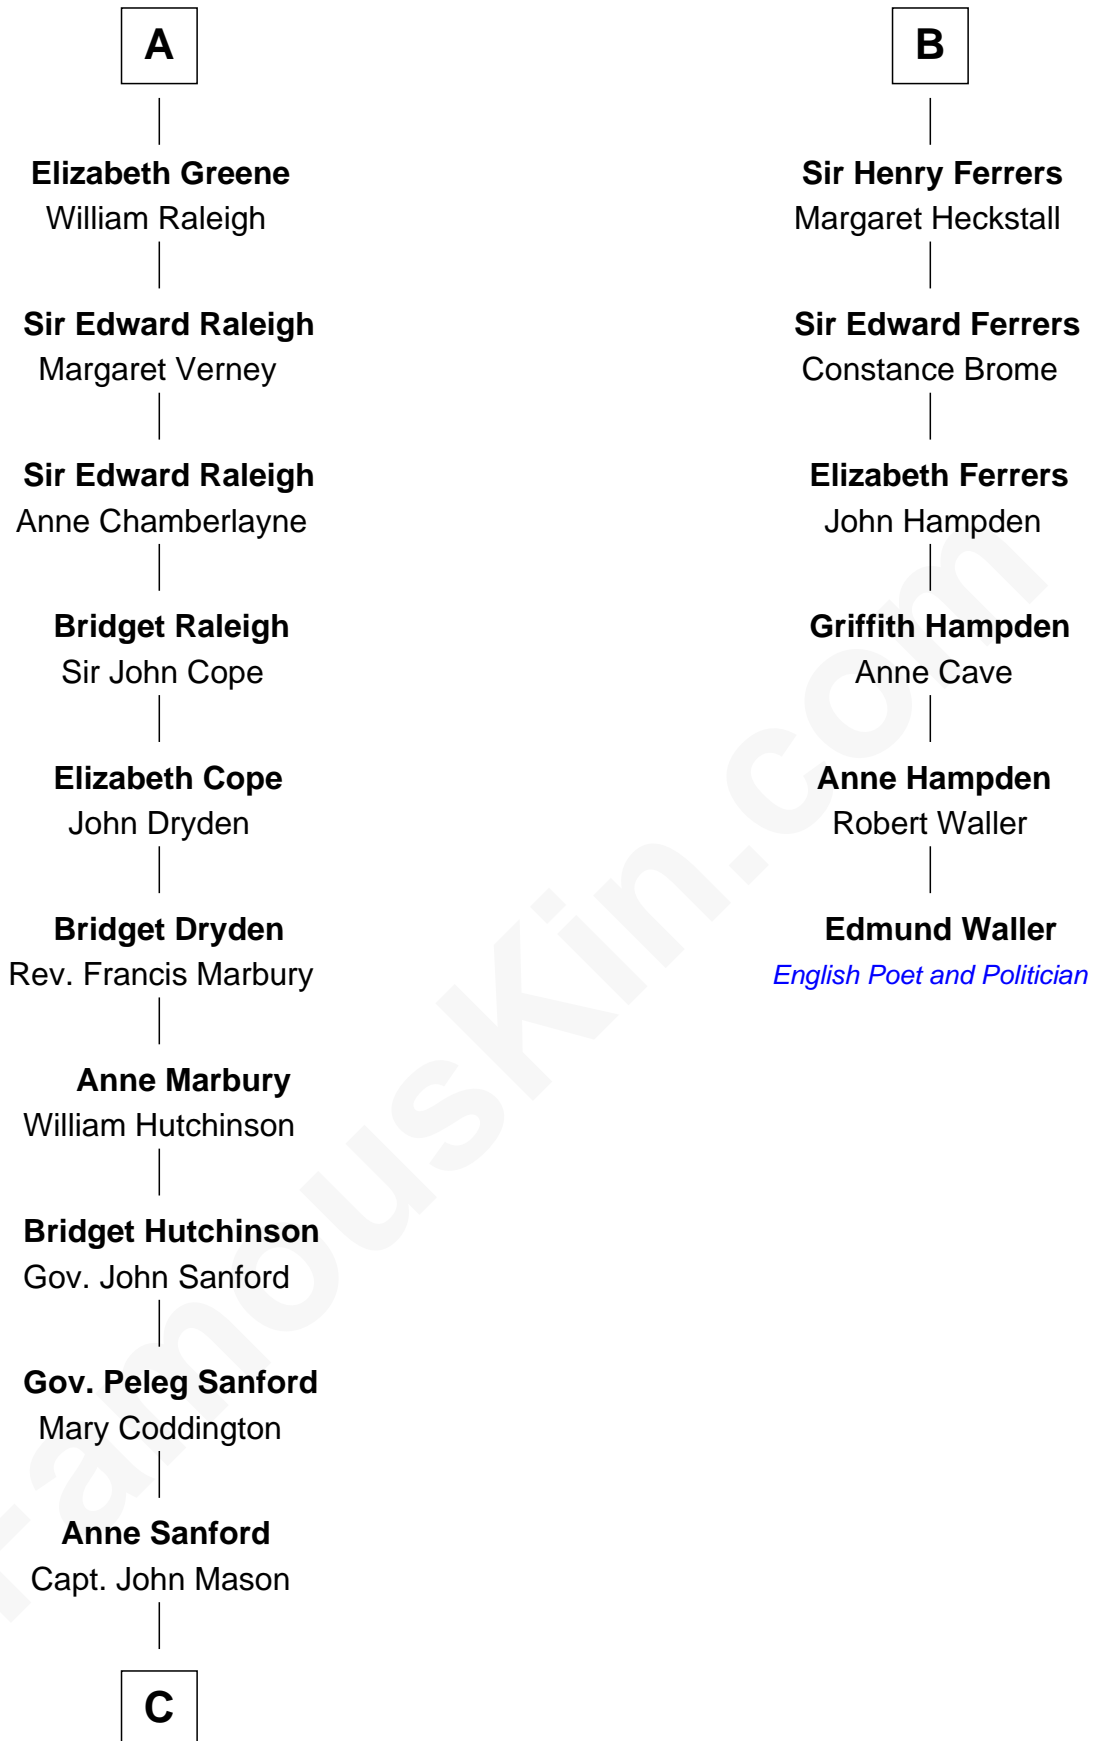 A
Elizabeth Greene
William Raleigh
Sir Edward Raleigh
Margaret Verney
Sir Edward Raleigh
Anne Chamberlayne
Bridget Raleigh
Sir John Cope
Elizabeth Cope
John Dryden
Bridget Dryden
Rev. Francis Marbury
Anne Marbury
William Hutchinson
Bridget Hutchinson
Gov. John Sanford
Gov. Peleg Sanford
Mary Coddington
Anne Sanford
Capt. John Mason
C
B
Sir Henry Ferrers
Margaret Heckstall
Sir Edward Ferrers
Constance Brome
Elizabeth Ferrers
John Hampden
Griffith Hampden
Anne Cave
Anne Hampden
Robert Waller
Edmund Waller
English Poet and Politician
FamousKin.com